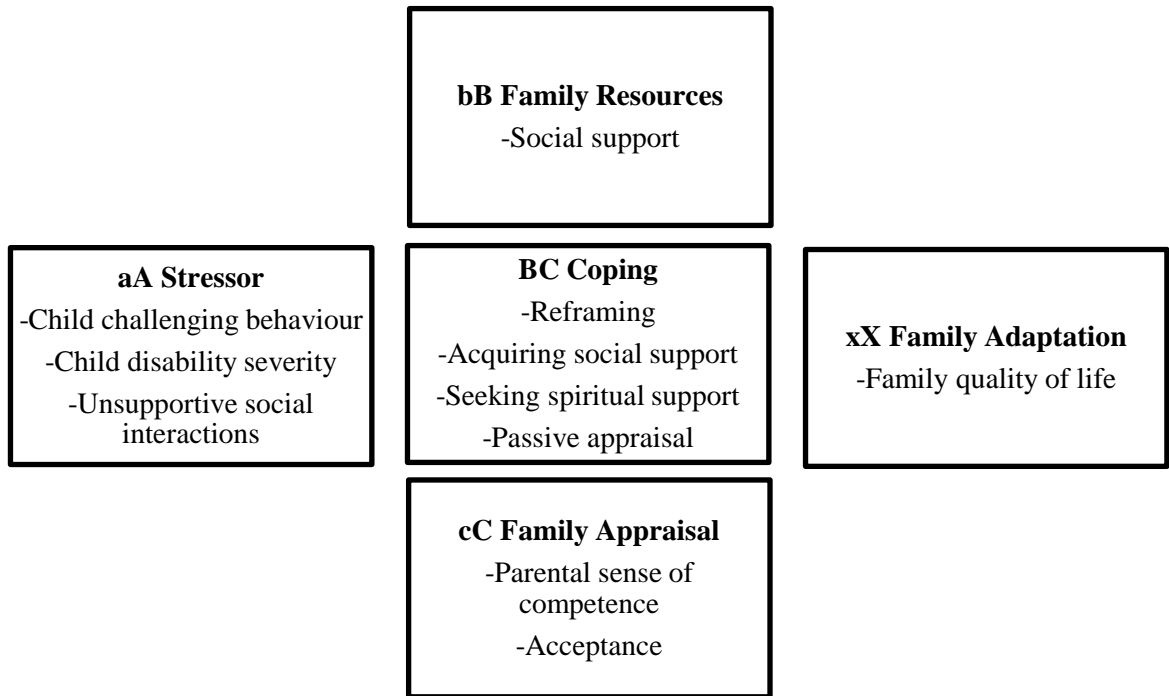 bB Family Resources
-Social support
aA Stressor
-Child challenging behaviour
-Child disability severity
-Unsupportive social
interactions
BC Coping
-Reframing
-Acquiring social support
-Seeking spiritual support
-Passive appraisal
xX Family Adaptation
-Family quality of life
cC Family Appraisal
-Parental sense of
competence
-Acceptance